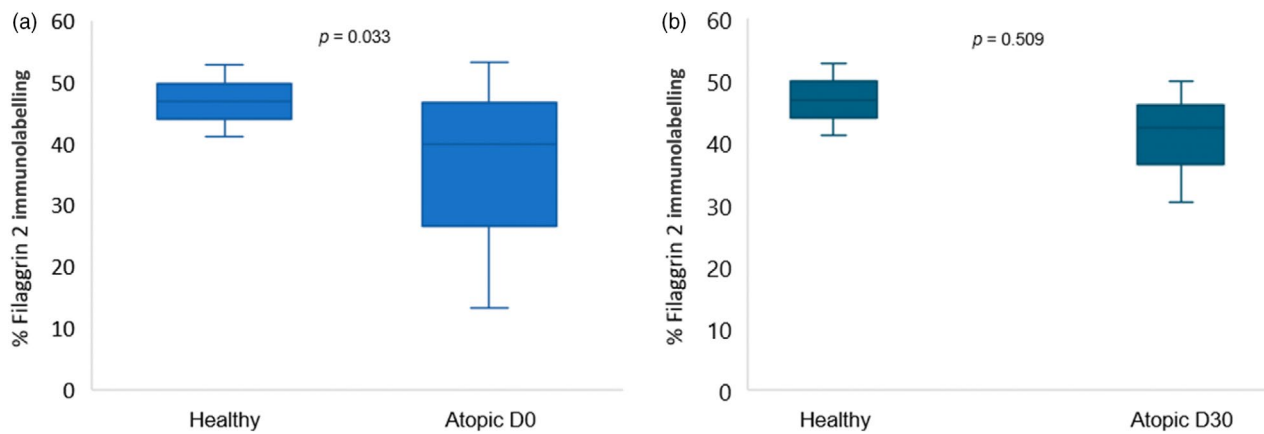 (a)
p = 0.033
% Filaggrin 2 immunolabelling
60
50
40
30
20
10
0
Healthy
Atopic D0
(b)
p = 0.509
% Filaggrin 2 immunolabelling
60
50
40
30
20
10
0
Healthy
Atopic D30